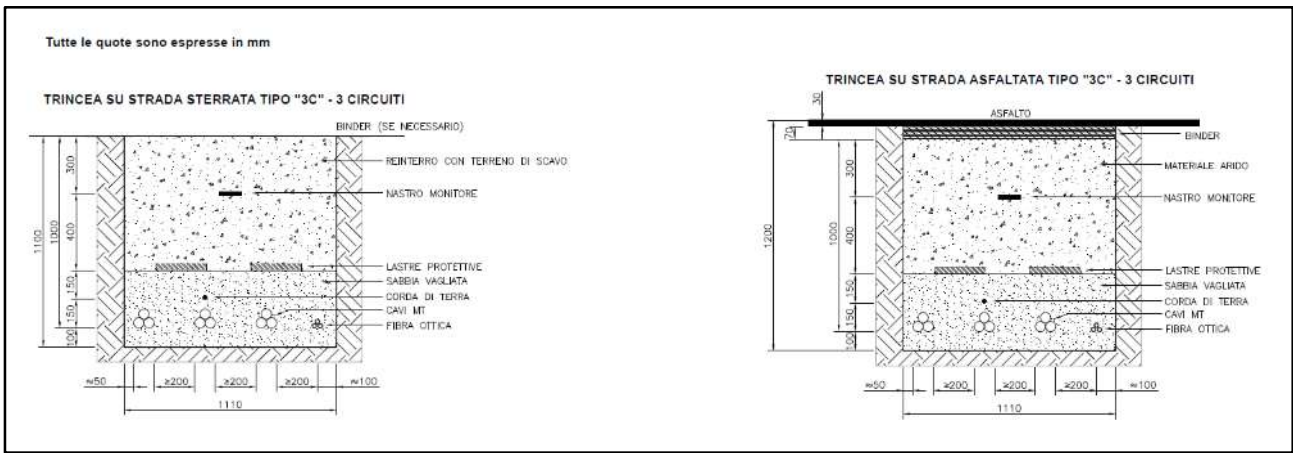 Tutte le quote sono espresse in mm
TRINCEA SU STRADA STERRATA TIPO "3C" - 3 CIRCUITI
BINDER (SE NECESSARIO)
REINTERRO CON TERRENO DI SCAVO
NASTRO MONITORE
LASTRE PROTETTIVE
SABBIA VAGLIATA
CORDA DI TERRA
CAVI MT
FIBRA OTTICA
1100
1000
300
400
150
150
100
≈50
≥200
≥200
≥200
≈100
1110
TRINCEA SU STRADA ASFALTATA TIPO "3C" - 3 CIRCUITI
30
ASFALTO
70
BINDER
MATERIALE ARIDO
NASTRO MONITORE
LASTRE PROTETTIVE
SABBIA VAGLIATA
CORDA DI TERRA
CAVI MT
FIBRA OTTICA
1200
1000
300
400
150
150
100
≈50
≥200
≥200
≥200
≈100
1110